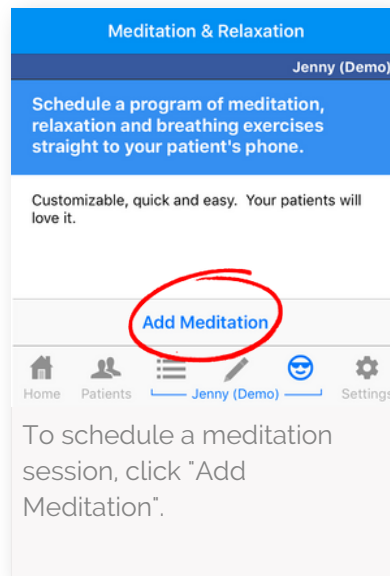 Meditation & Relaxation
Jenny (Demo)
Schedule a program of meditation,
relaxation and breathing exercises
straight to your patient's phone.
Customizable, quick and easy. Your patients will
love it.
Add Meditation
Home Patients Jenny (Demo) Settings
To schedule a meditation
session, click "Add
Meditation".